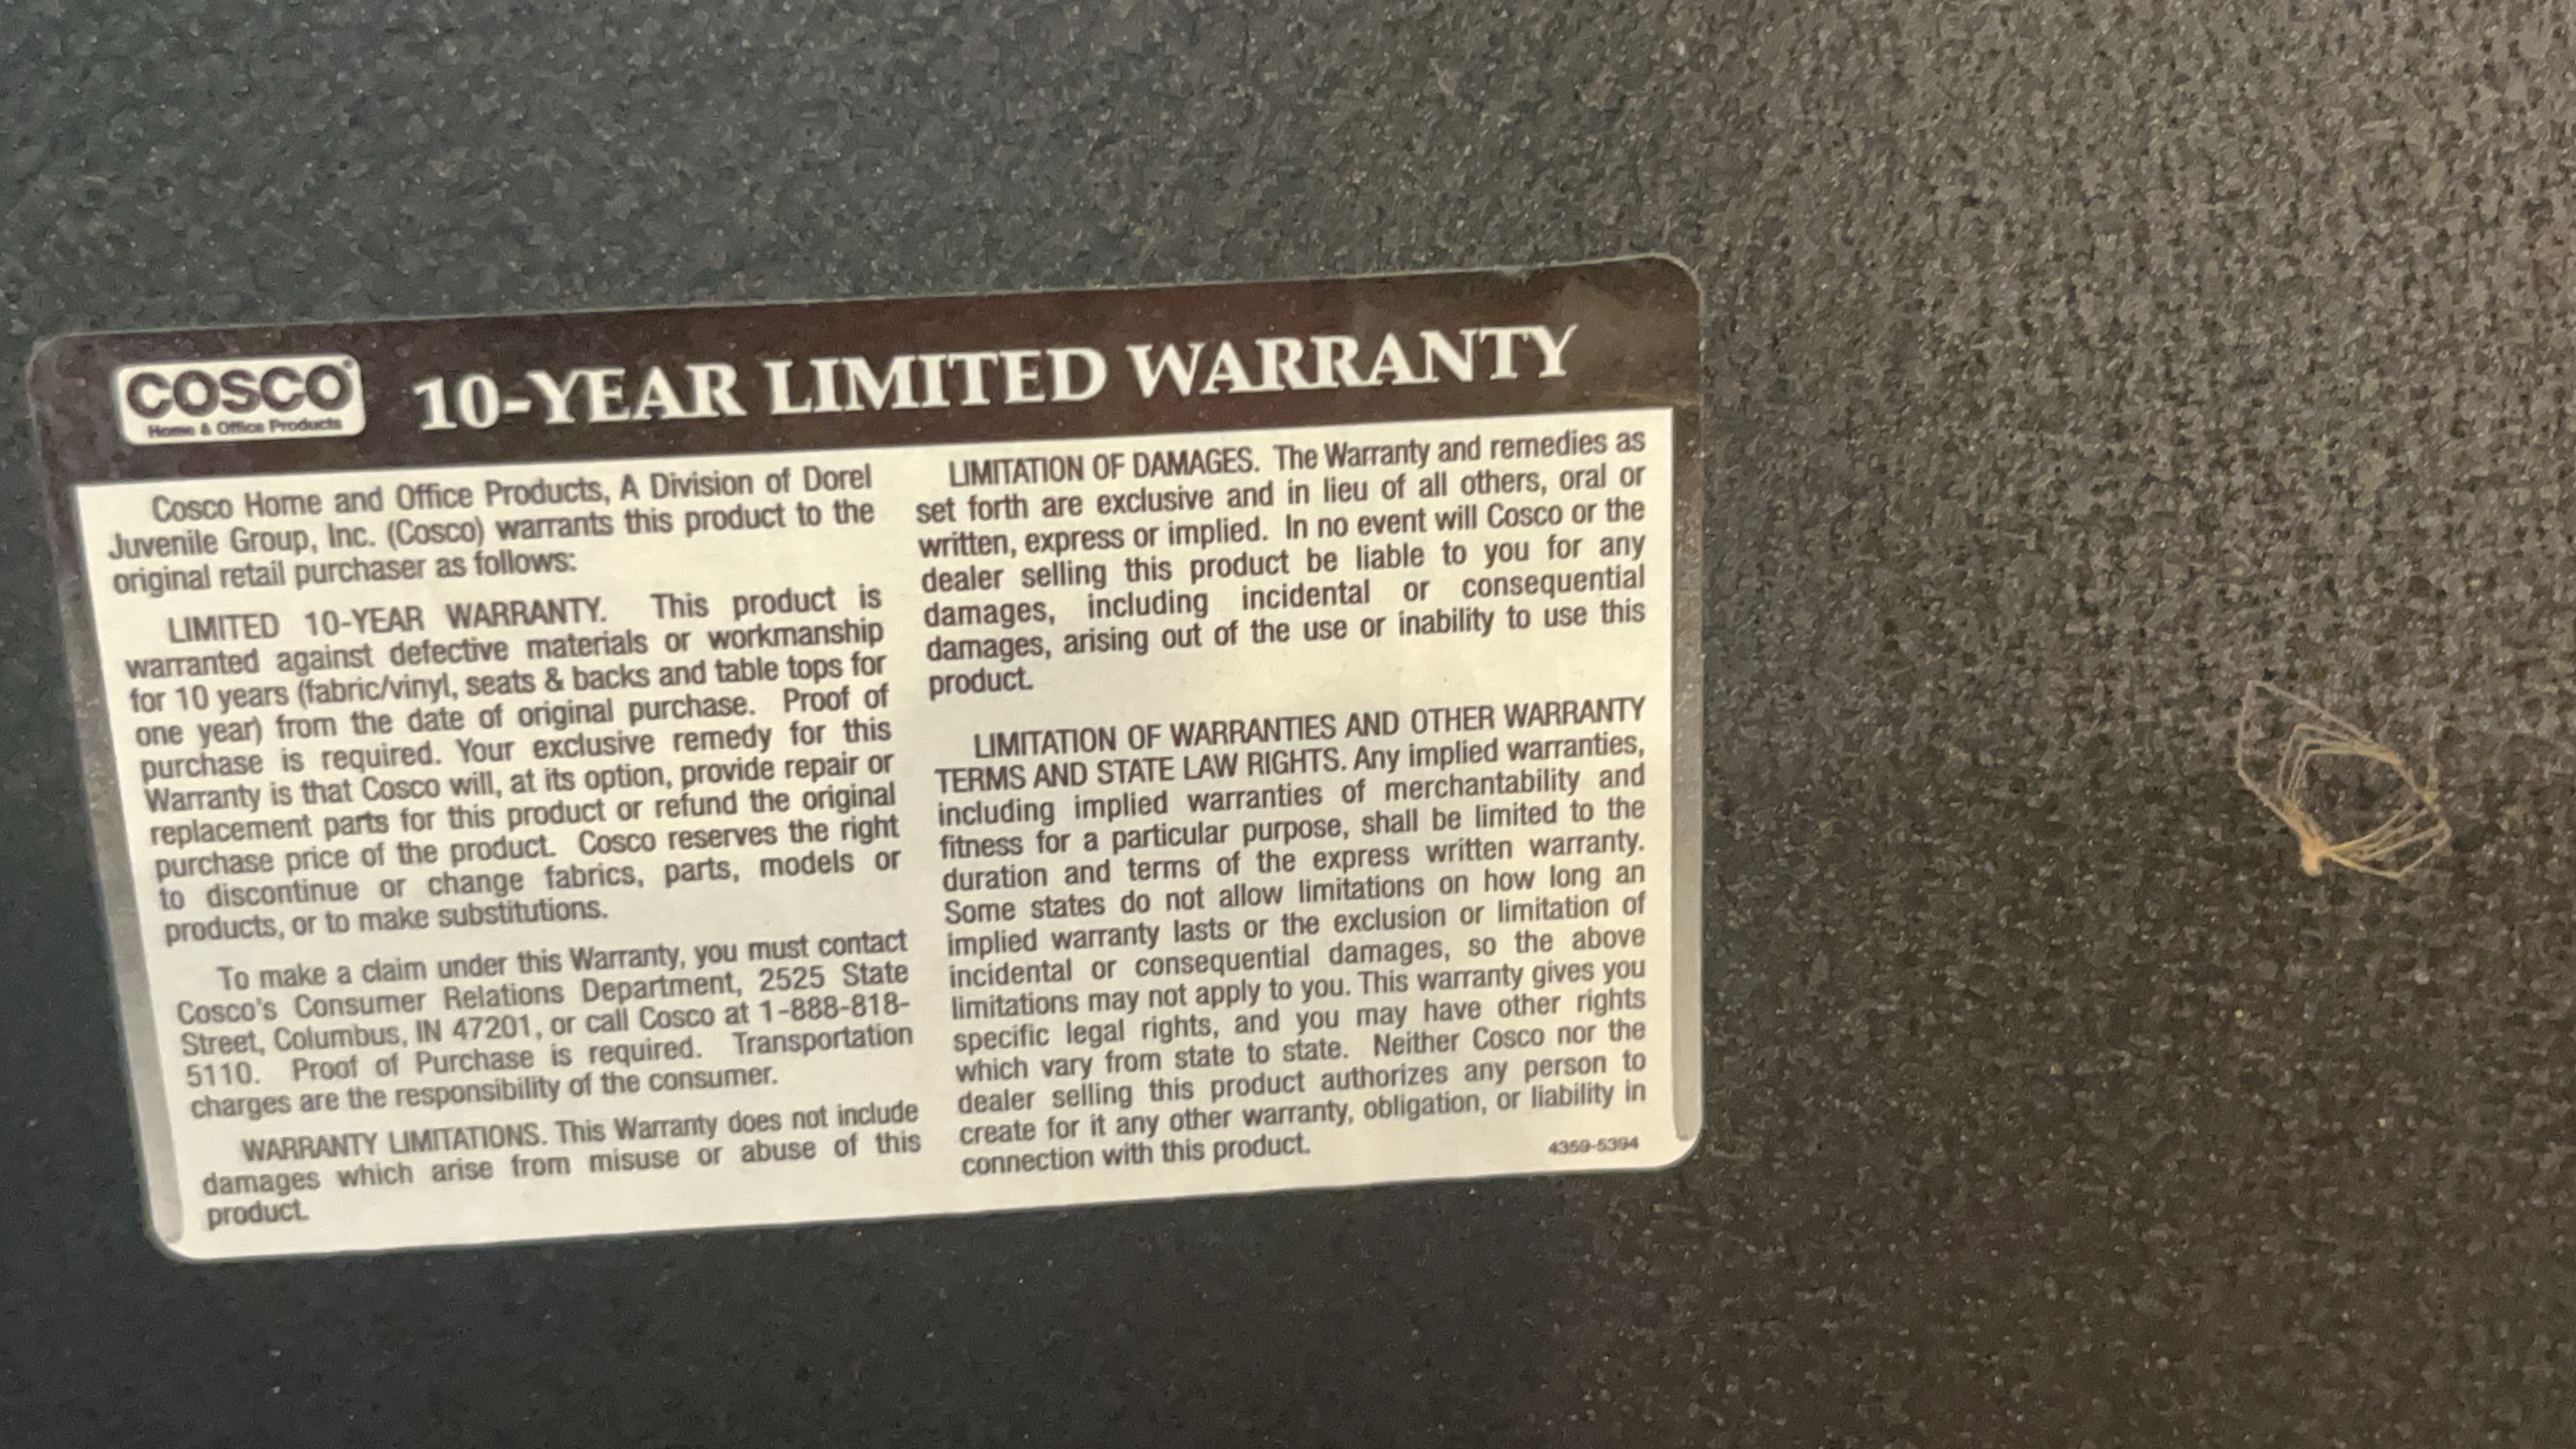 COSCO®
Home & Office Products
10-YEAR LIMITED WARRANTY
Cosco Home and Office Products, A Division of Dorel
Juvenile Group, Inc. (Cosco) warrants this product to the
original retail purchaser as follows:
LIMITED 10-YEAR WARRANTY. This product is
warranted against defective materials or workmanship
for 10 years (fabric/vinyl, seats & backs and table tops for
one year) from the date of original purchase. Proof of
purchase is required. Your exclusive remedy for this
Warranty is that Cosco will, at its option, provide repair or
replacement parts for this product or refund the original
purchase price of the product. Cosco reserves the right
to discontinue or change fabrics, parts, models or
products, or to make substitutions.
To make a claim under this Warranty, you must contact
Cosco's Consumer Relations Department, 2525 State
Street, Columbus, IN 47201, or call Cosco at 1-888-818-
5110. Proof of Purchase is required. Transportation
charges are the responsibility of the consumer.
WARRANTY LIMITATIONS. This Warranty does not include
damages which arise from misuse or abuse of this
product.
LIMITATION OF DAMAGES. The Warranty and remedies as
set forth are exclusive and in lieu of all others, oral or
written, express or implied. In no event will Cosco or the
dealer selling this product be liable to you for any
damages, including incidental or consequential
damages, arising out of the use or inability to use this
product.
LIMITATION OF WARRANTIES AND OTHER WARRANTY
TERMS AND STATE LAW RIGHTS. Any implied warranties,
including implied warranties of merchantability and
fitness for a particular purpose, shall be limited to the
duration and terms of the express written warranty.
Some states do not allow limitations on how long an
implied warranty lasts or the exclusion or limitation of
incidental or consequential damages, so the above
limitations may not apply to you. This warranty gives you
specific legal rights, and you may have other rights
which vary from state to state. Neither Cosco nor the
dealer selling this product authorizes any person to
create for it any other warranty, obligation, or liability in
connection with this product.
4359-5394